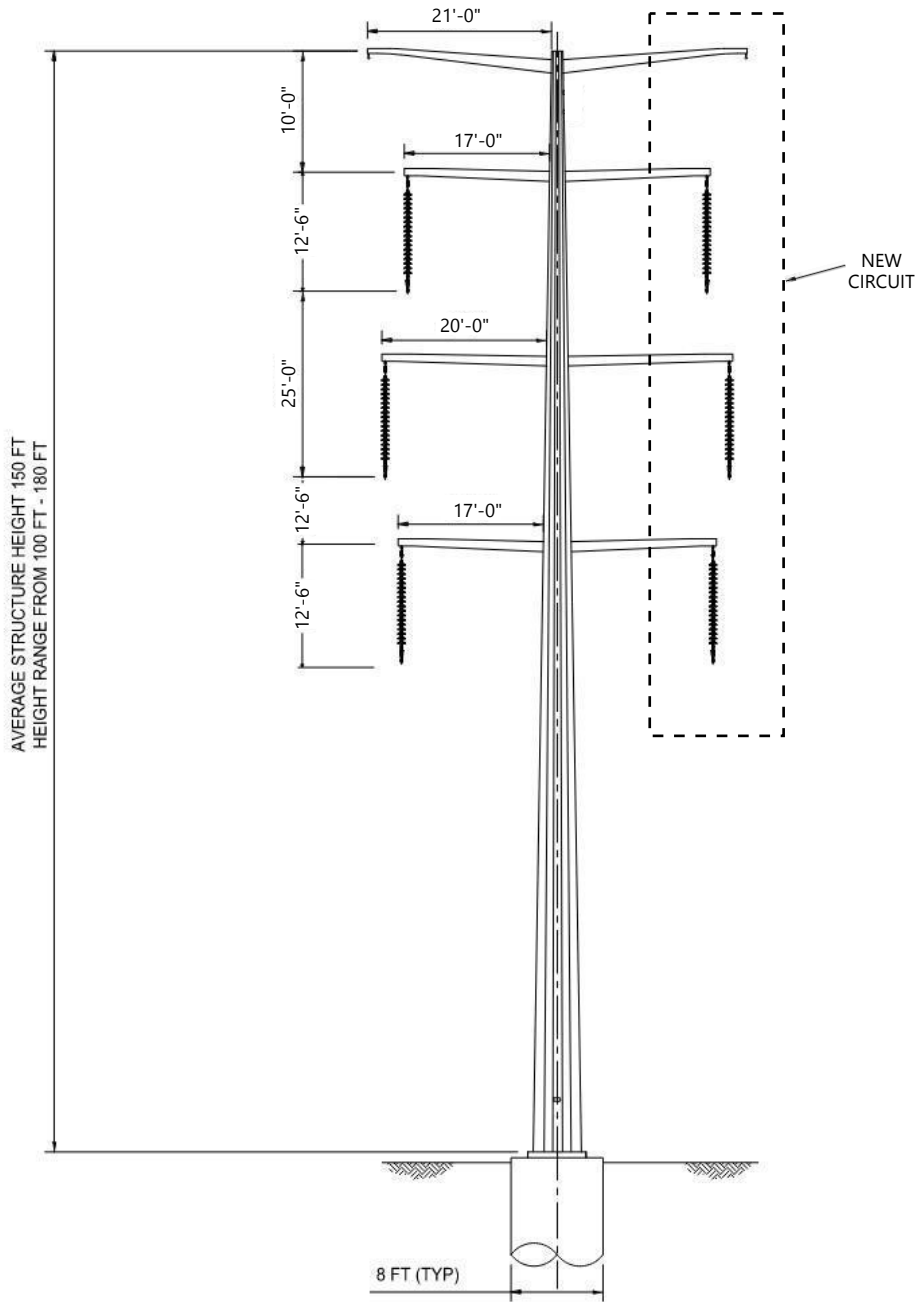 21'-0"
10'-0"
17'-0"
12'-6"
NEW
CIRCUIT
20'-0"
25'-0"
AVERAGE STRUCTURE HEIGHT 150 FT
HEIGHT RANGE FROM 100 FT - 180 FT
12'-6"
17'-0"
12'-6"
8 FT (TYP)